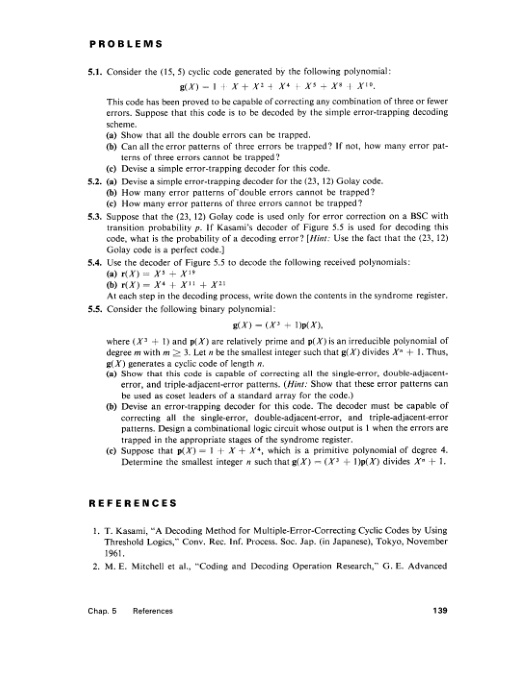 PROBLEMS
5.1. Consider the (15, 5) cyclic code generated by the following polynomial:
g(X) = 1 + X + X² + X⁴ + X⁵ + X⁸ + X¹⁰.
This code has been proved to be capable of correcting any combination of three or fewer
errors. Suppose that this code is to be decoded by the simple error-trapping decoding
scheme.
(a) Show that all the double errors can be trapped.
(b) Can all the error patterns of three errors be trapped? If not, how many error pat-
terns of three errors cannot be trapped?
(c) Devise a simple error-trapping decoder for this code.
5.2. (a) Devise a simple error-trapping decoder for the (23, 12) Golay code.
(b) How many error patterns of double errors cannot be trapped?
(c) How many error patterns of three errors cannot be trapped?
5.3. Suppose that the (23, 12) Golay code is used only for error correction on a BSC with
transition probability p. If Kasami's decoder of Figure 5.5 is used for decoding this
code, what is the probability of a decoding error? [Hint: Use the fact that the (23, 12)
Golay code is a perfect code.]
5.4. Use the decoder of Figure 5.5 to decode the following received polynomials:
(a) r(X) = X⁵ + X¹⁹
(b) r(X) = X⁴ + X¹¹ + X²¹
At each step in the decoding process, write down the contents in the syndrome register.
5.5. Consider the following binary polynomial:
g(X) = (X³ + 1)p(X),
where (X³ + 1) and p(X) are relatively prime and p(X) is an irreducible polynomial of
degree m with m ≥ 3. Let n be the smallest integer such that g(X) divides Xⁿ + 1. Thus,
g(X) generates a cyclic code of length n.
(a) Show that this code is capable of correcting all the single-error, double-adjacent-
error, and triple-adjacent-error patterns. (Hint: Show that these error patterns can
be used as coset leaders of a standard array for the code.)
(b) Devise an error-trapping decoder for this code. The decoder must be capable of
correcting all the single-error, double-adjacent-error, and triple-adjacent-error
patterns. Design a combinational logic circuit whose output is 1 when the errors are
trapped in the appropriate stages of the syndrome register.
(c) Suppose that p(X) = 1 + X + X⁴, which is a primitive polynomial of degree 4.
Determine the smallest integer n such that g(X) = (X³ + 1)p(X) divides Xⁿ + 1.
REFERENCES
1. T. Kasami, "A Decoding Method for Multiple-Error-Correcting Cyclic Codes by Using
Threshold Logics," Conv. Rec. Inf. Process. Soc. Jap. (in Japanese), Tokyo, November
1961.
2. M. E. Mitchell et al., "Coding and Decoding Operation Research," G. E. Advanced
Chap. 5 References 139